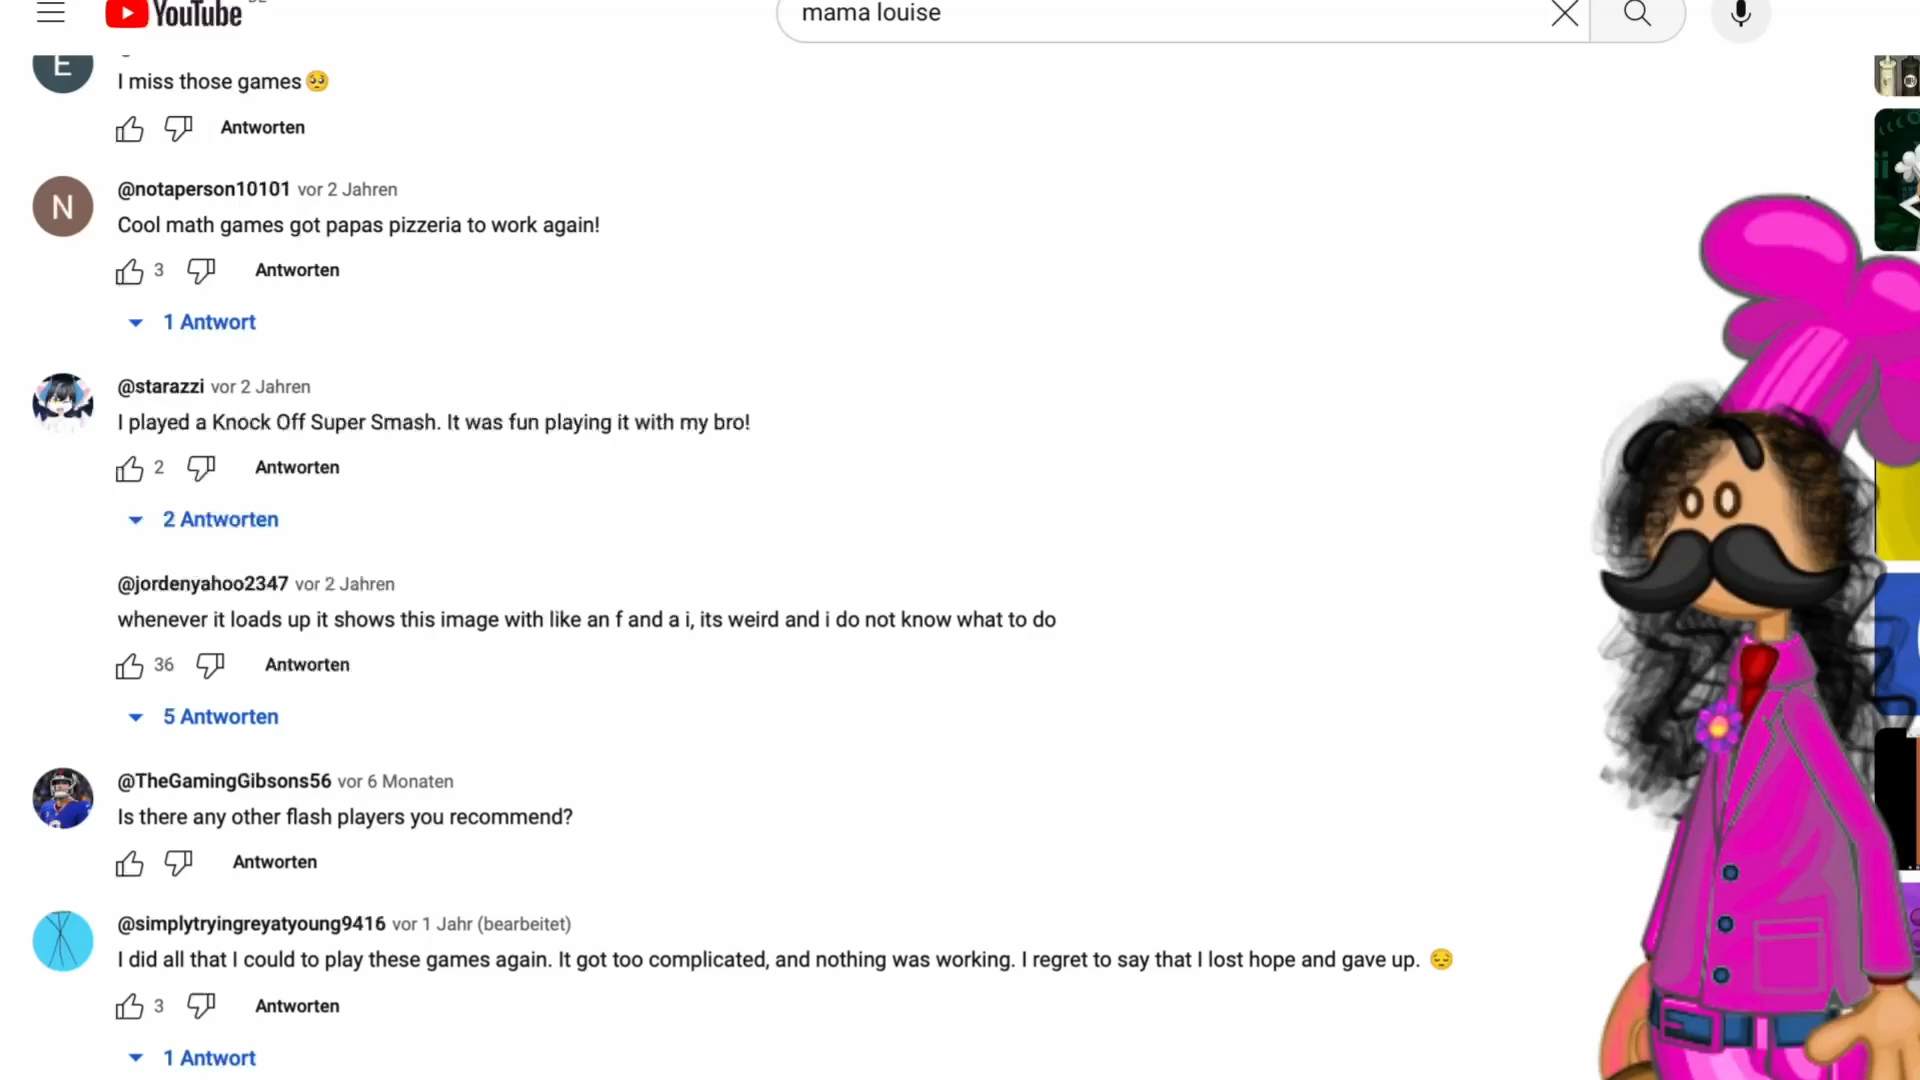 YouTube
mama louise
E
I miss those games🥺
Antworten
N
@notaperson10101 vor 2 Jahren
Cool math games got papas pizzeria to work again!
3 Antworten
1 Antwort
@starazzi vor 2 Jahren
I played a Knock Off Super Smash. It was fun playing it with my bro!
2 Antworten
2 Antworten
@jordenyahoo2347 vor 2 Jahren
whenever it loads up it shows this image with like an f and a i, its weird and i do not know what to do
36 Antworten
5 Antworten
@TheGamingGibsons56 vor 6 Monaten
Is there any other flash players you recommend?
Antworten
@simplytryingreyatyoung9416 vor 1 Jahr (bearbeitet)
I did all that I could to play these games again. It got too complicated, and nothing was working. I regret to say that I lost hope and gave up. 😔
3 Antworten
1 Antwort